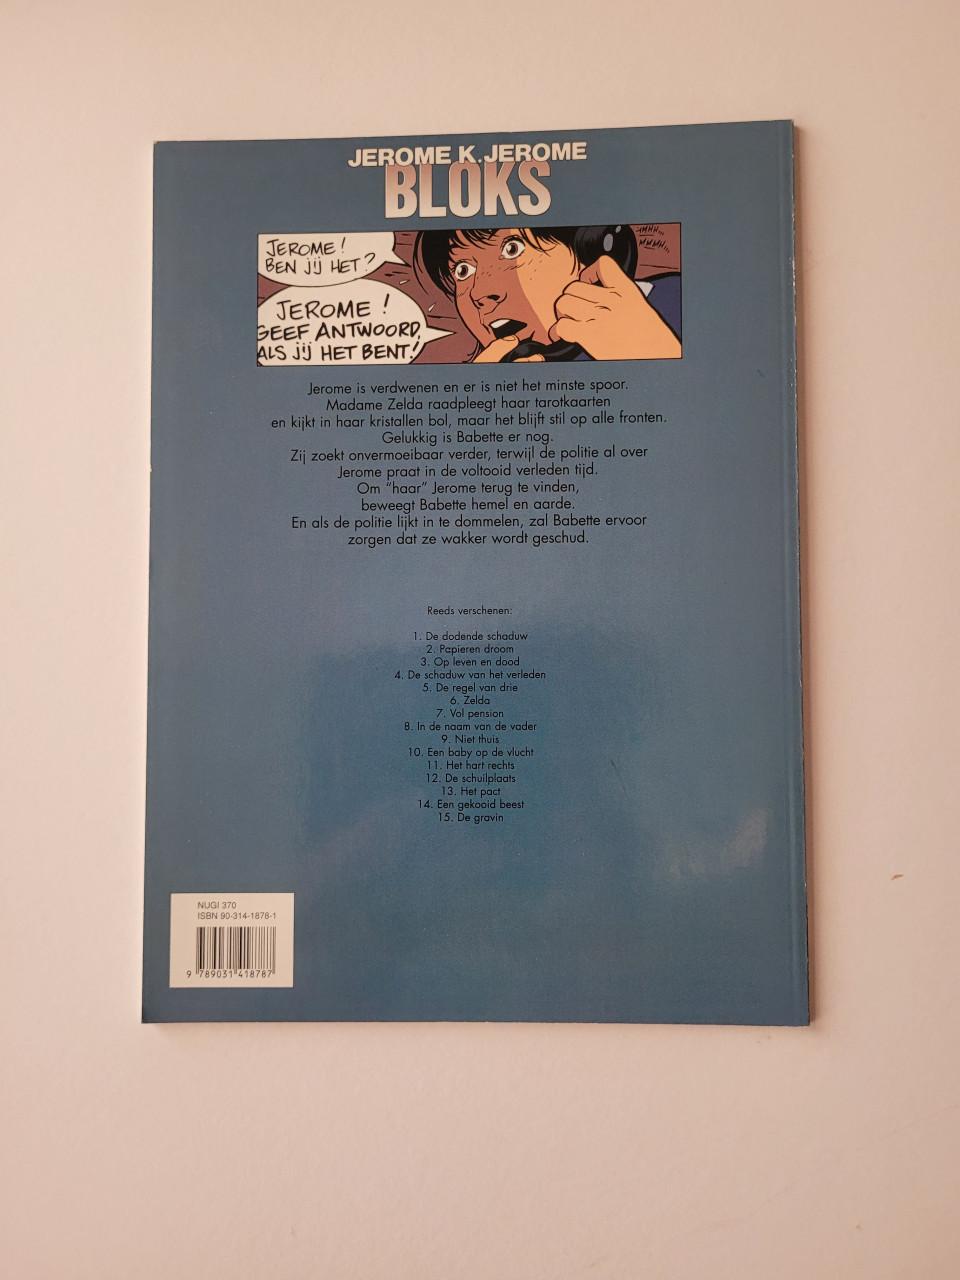 JEROME K. JEROME
BLOKS
JEROME!
BEN JIJ HET?
JEROME!
GEEF ANTWOORD,
ALS JIJ HET BENT!
MMMM...
Jerome is verdwenen en er is niet het minste spoor.
Madame Zelda raadpleegt haar tarotkaarten
en kijkt in haar kristallen bol, maar het blijft stil op alle fronten.
Gelukkig is Babette er nog.
Zij zoekt onvermoeibaar verder, terwijl de politie al over
Jerome praat in de voltooid verleden tijd.
Om "haar" Jerome terug te vinden,
beweegt Babette hemel en aarde.
En als de politie lijkt in te dommelen, zal Babette ervoor
zorgen dat ze wakker wordt geschud.
Reeds verschenen:
1. De dodende schaduw
2. Papieren droom
3. Op leven en dood
4. De schaduw van het verleden
5. De regel van drie
6. Zelda
7. Vol pension
8. In de naam van de vader
9. Niet thuis
10. Een baby op de vlucht
11. Het hart rechts
12. De schuilplaats
13. Het pact
14. Een gekooid beest
15. De gravin
NUGI 370
ISBN 90-314-1878-1
9 789031 418787